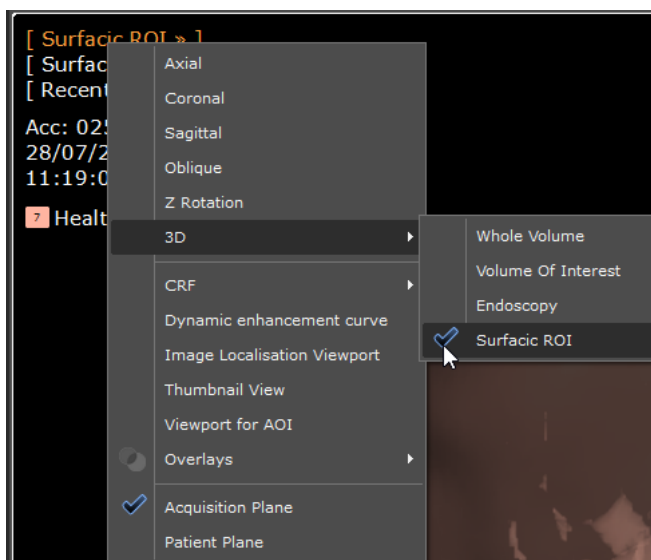 [ Surfacic ROI » ]
[ Surfac
[ Recent
Acc: 025
28/07/2
11:19:0
7 Healt
Axial
Coronal
Sagittal
Oblique
Z Rotation
3D
CRF
Dynamic enhancement curve
Image Localisation Viewport
Thumbnail View
Viewport for AOI
Overlays
Acquisition Plane
Patient Plane
Whole Volume
Volume Of Interest
Endoscopy
Surfacic ROI